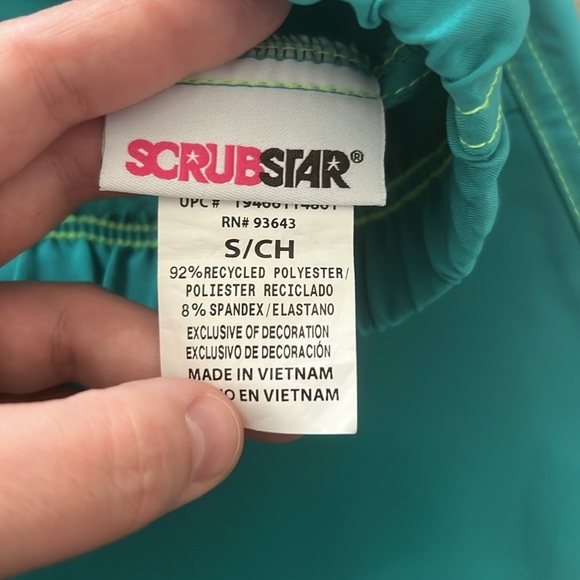 SCRUBSTAR®
UPC# 19466114801
RN# 93643
S/CH
92%RECYCLED POLYESTER/
POLIESTER RECICLADO
8% SPANDEX/ELASTANO
EXCLUSIVE OF DECORATION
EXCLUSIVO DE DECORACIÓN
MADE IN VIETNAM
EN VIETNAM